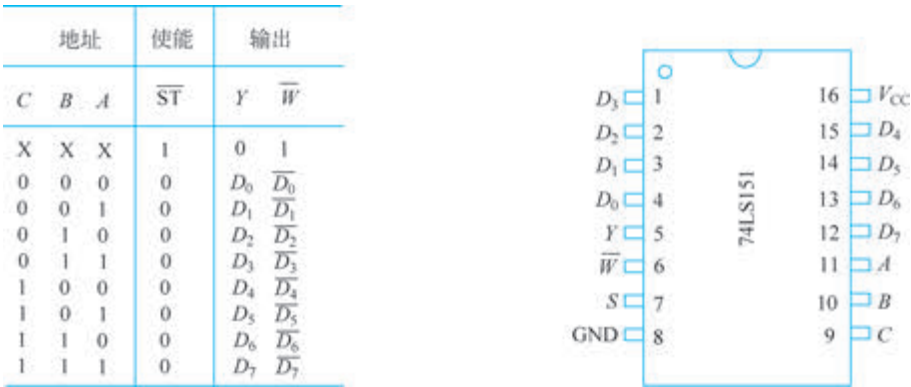 地址 使能 输出
C B A S̅T̅ Y W̅
X X X 1 0 1
0 0 0 0 D₀ D̅₀̅
0 0 1 0 D₁ D̅₁̅
0 1 0 0 D₂ D̅₂̅
0 1 1 0 D₃ D̅₃̅
1 0 0 0 D₄ D̅₄̅
1 0 1 0 D₅ D̅₅̅
1 1 0 0 D₆ D̅₆̅
1 1 1 0 D₇ D̅₇̅
D₃ 1 16 V_CC
D₂ 2 15 D₄
D₁ 3 14 D₅
D₀ 4 13 D₆
Y 5 12 D₇
W̅ 6 11 A
S 7 10 B
GND 8 9 C
74LS151